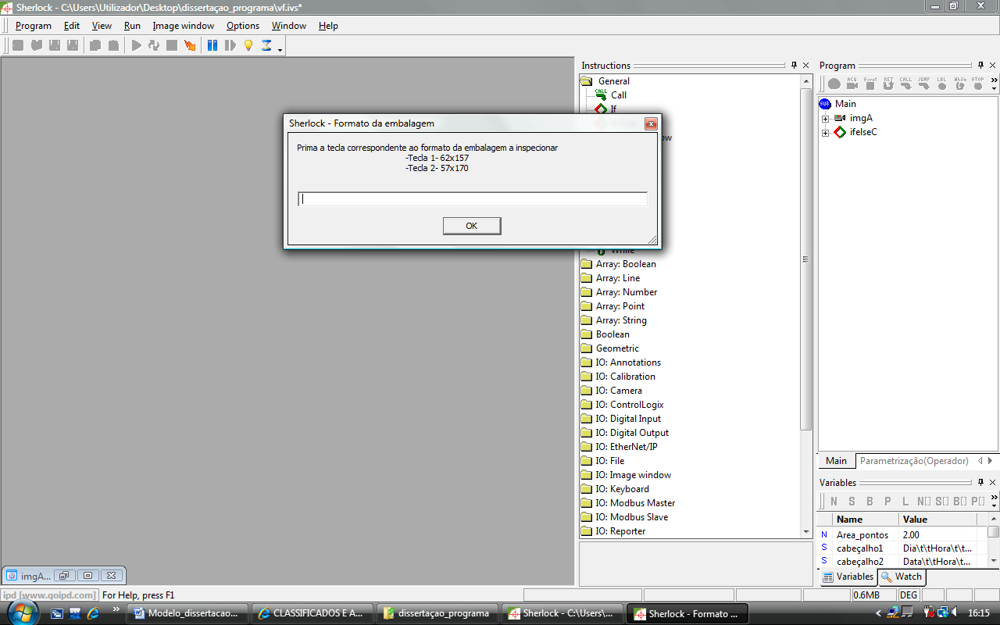 Sherlock - C:\Users\Utilizador\Desktop\dissertaçao_programa\vf.ivs*
Program Edit View Run Image window Options Window Help
Instructions
General
Call
If
While
Array: Boolean
Array: Line
Array: Number
Array: Point
Array: String
Boolean
Geometric
IO: Annotations
IO: Calibration
IO: Camera
IO: ControlLogix
IO: Digital Input
IO: Digital Output
IO: EtherNet/IP
IO: File
IO: Image window
IO: Keyboard
IO: Modbus Master
IO: Modbus Slave
IO: Reporter
Sherlock - Formato da embalagem
Prima a tecla correspondente ao formato da embalagem a inspecionar
-Tecla 1- 62x157
-Tecla 2- 57x170
OK
Program
ACQ Script RET CALL JUMP LBL While STOP
SUB Main
imgA
ifelseC
Main Parametrização(Operador)
Variables
N S B P L N[] S[] B[] P[]
Name Value
N Area_pontos 2.00
S cabeçalho1 Dia\t\tHora\t\t...
S cabeçalho2 Data\t\tHora\t...
Variables Watch
imgA...
ipd [www.qoipd.com] For Help, press F1
0.6MB DEG
Modelo_dissertacao... CLASSIFICADOS E A... dissertaçao_programa Sherlock - C:\Users\... Sherlock - Formato ... 16:15